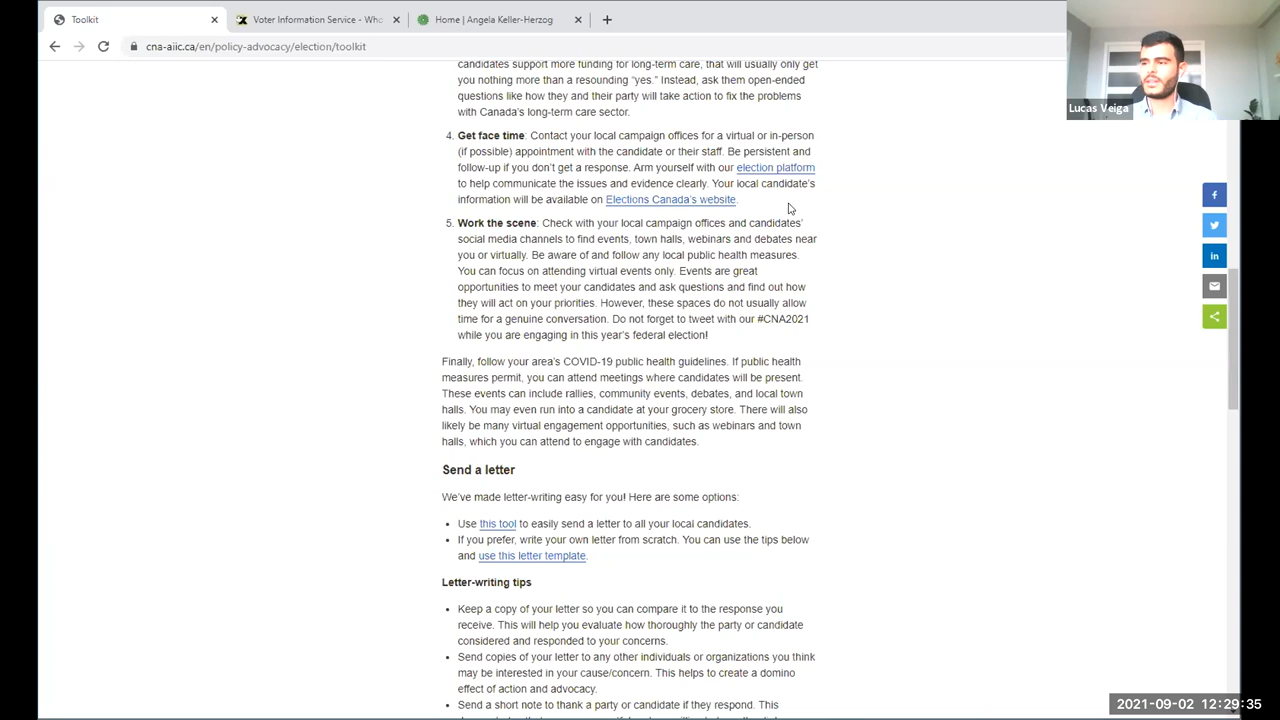 Toolkit
Voter Information Service - Who
Home | Angela Keller-Herzog
cna-aiic.ca/en/policy-advocacy/election/toolkit
Lucas Veiga
candidates support more funding for long-term care, that will usually only get
you nothing more than a resounding “yes.” Instead, ask them open-ended
questions like how they and their party will take action to fix the problems
with Canada’s long-term care sector.
4. Get face time: Contact your local campaign offices for a virtual or in-person
(if possible) appointment with the candidate or their staff. Be persistent and
follow-up if you don’t get a response. Arm yourself with our election platform
to help communicate the issues and evidence clearly. Your local candidate’s
information will be available on Elections Canada’s website.
5. Work the scene: Check with your local campaign offices and candidates’
social media channels to find events, town halls, webinars and debates near
you or virtually. Be aware of and follow any local public health measures.
You can focus on attending virtual events only. Events are great
opportunities to meet your candidates and ask questions and find out how
they will act on your priorities. However, these spaces do not usually allow
time for a genuine conversation. Do not forget to tweet with our #CNA2021
while you are engaging in this year’s federal election!
Finally, follow your area’s COVID-19 public health guidelines. If public health
measures permit, you can attend meetings where candidates will be present.
These events can include rallies, community events, debates, and local town
halls. You may even run into a candidate at your grocery store. There will also
likely be many virtual engagement opportunities, such as webinars and town
halls, which you can attend to engage with candidates.
Send a letter
We’ve made letter-writing easy for you! Here are some options:
• Use this tool to easily send a letter to all your local candidates.
• If you prefer, write your own letter from scratch. You can use the tips below
and use this letter template.
Letter-writing tips
• Keep a copy of your letter so you can compare it to the response you
receive. This will help you evaluate how thoroughly the party or candidate
considered and responded to your concerns.
• Send copies of your letter to any other individuals or organizations you think
may be interested in your cause/concern. This helps to create a domino
effect of action and advocacy.
• Send a short note to thank a party or candidate if they respond. This
2021-09-02 12:29:35